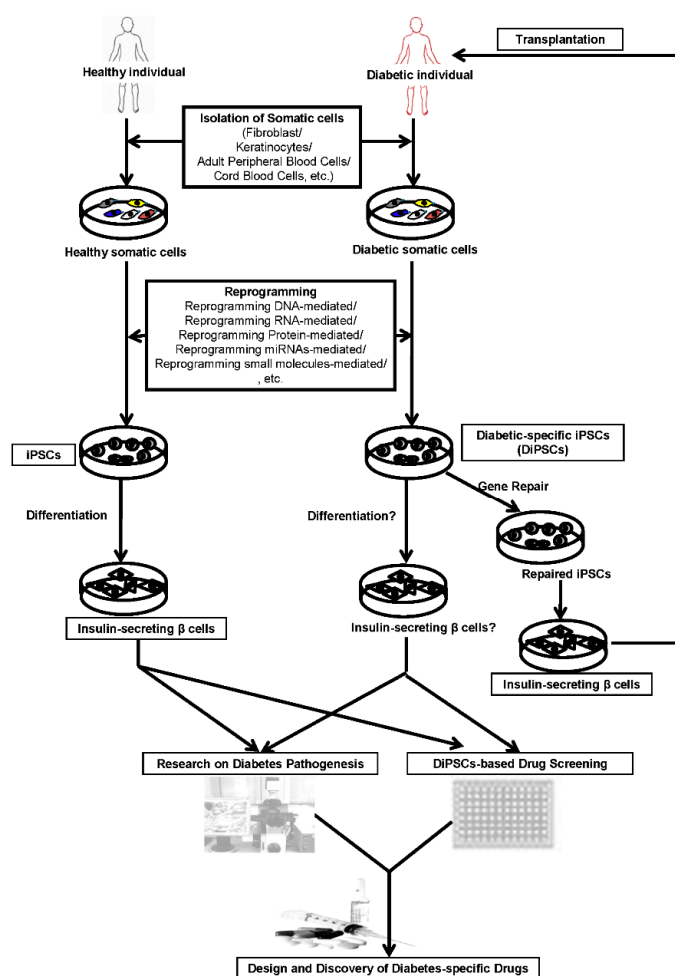 Transplantation
Healthy individual
Diabetic individual
Isolation of Somatic cells
(Fibroblast/
Keratinocytes/
Adult Peripheral Blood Cells/
Cord Blood Cells, etc.)
Healthy somatic cells
Diabetic somatic cells
Reprogramming
Reprogramming DNA-mediated/
Reprogramming RNA-mediated/
Reprogramming Protein-mediated/
Reprogramming miRNAs-mediated/
Reprogramming small molecules-mediated/
, etc.
iPSCs
Diabetic-specific iPSCs
(DiPSCs)
Gene Repair
Differentiation
Differentiation?
Repaired iPSCs
Insulin-secreting β cells
Insulin-secreting β cells?
Insulin-secreting β cells
Research on Diabetes Pathogenesis
DiPSCs-based Drug Screening
Design and Discovery of Diabetes-specific Drugs